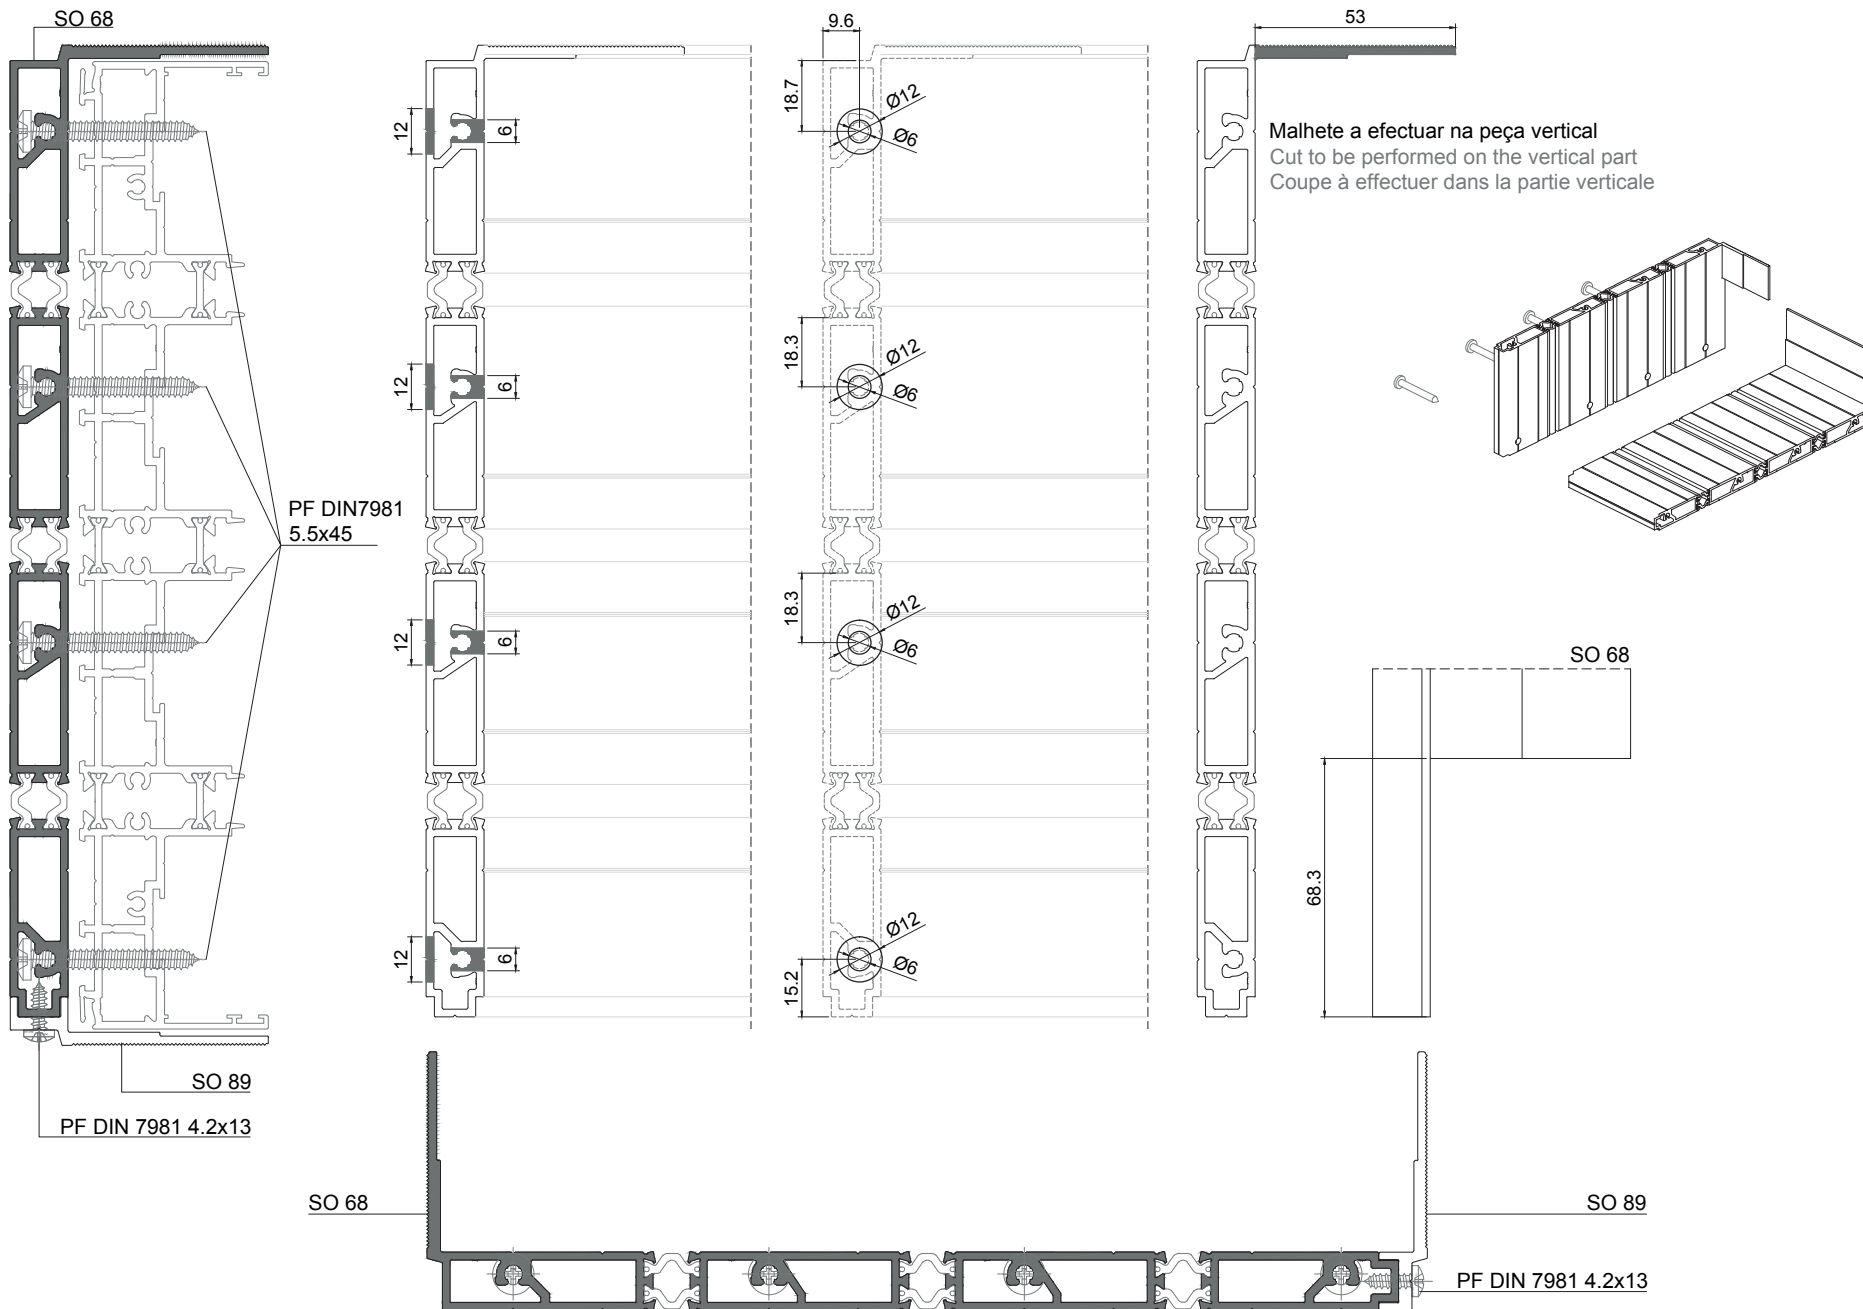 SO 68
9.6
53
18.7
Ø12
Ø6
12
6
Malhete a efectuar na peça vertical
Cut to be performed on the vertical part
Coupe à effectuer dans la partie verticale
18.3
Ø12
Ø6
12
6
PF DIN7981
5.5x45
18.3
Ø12
Ø6
12
6
SO 68
68.3
Ø12
Ø6
12
6
15.2
SO 89
PF DIN 7981 4.2x13
SO 68
SO 89
PF DIN 7981 4.2x13